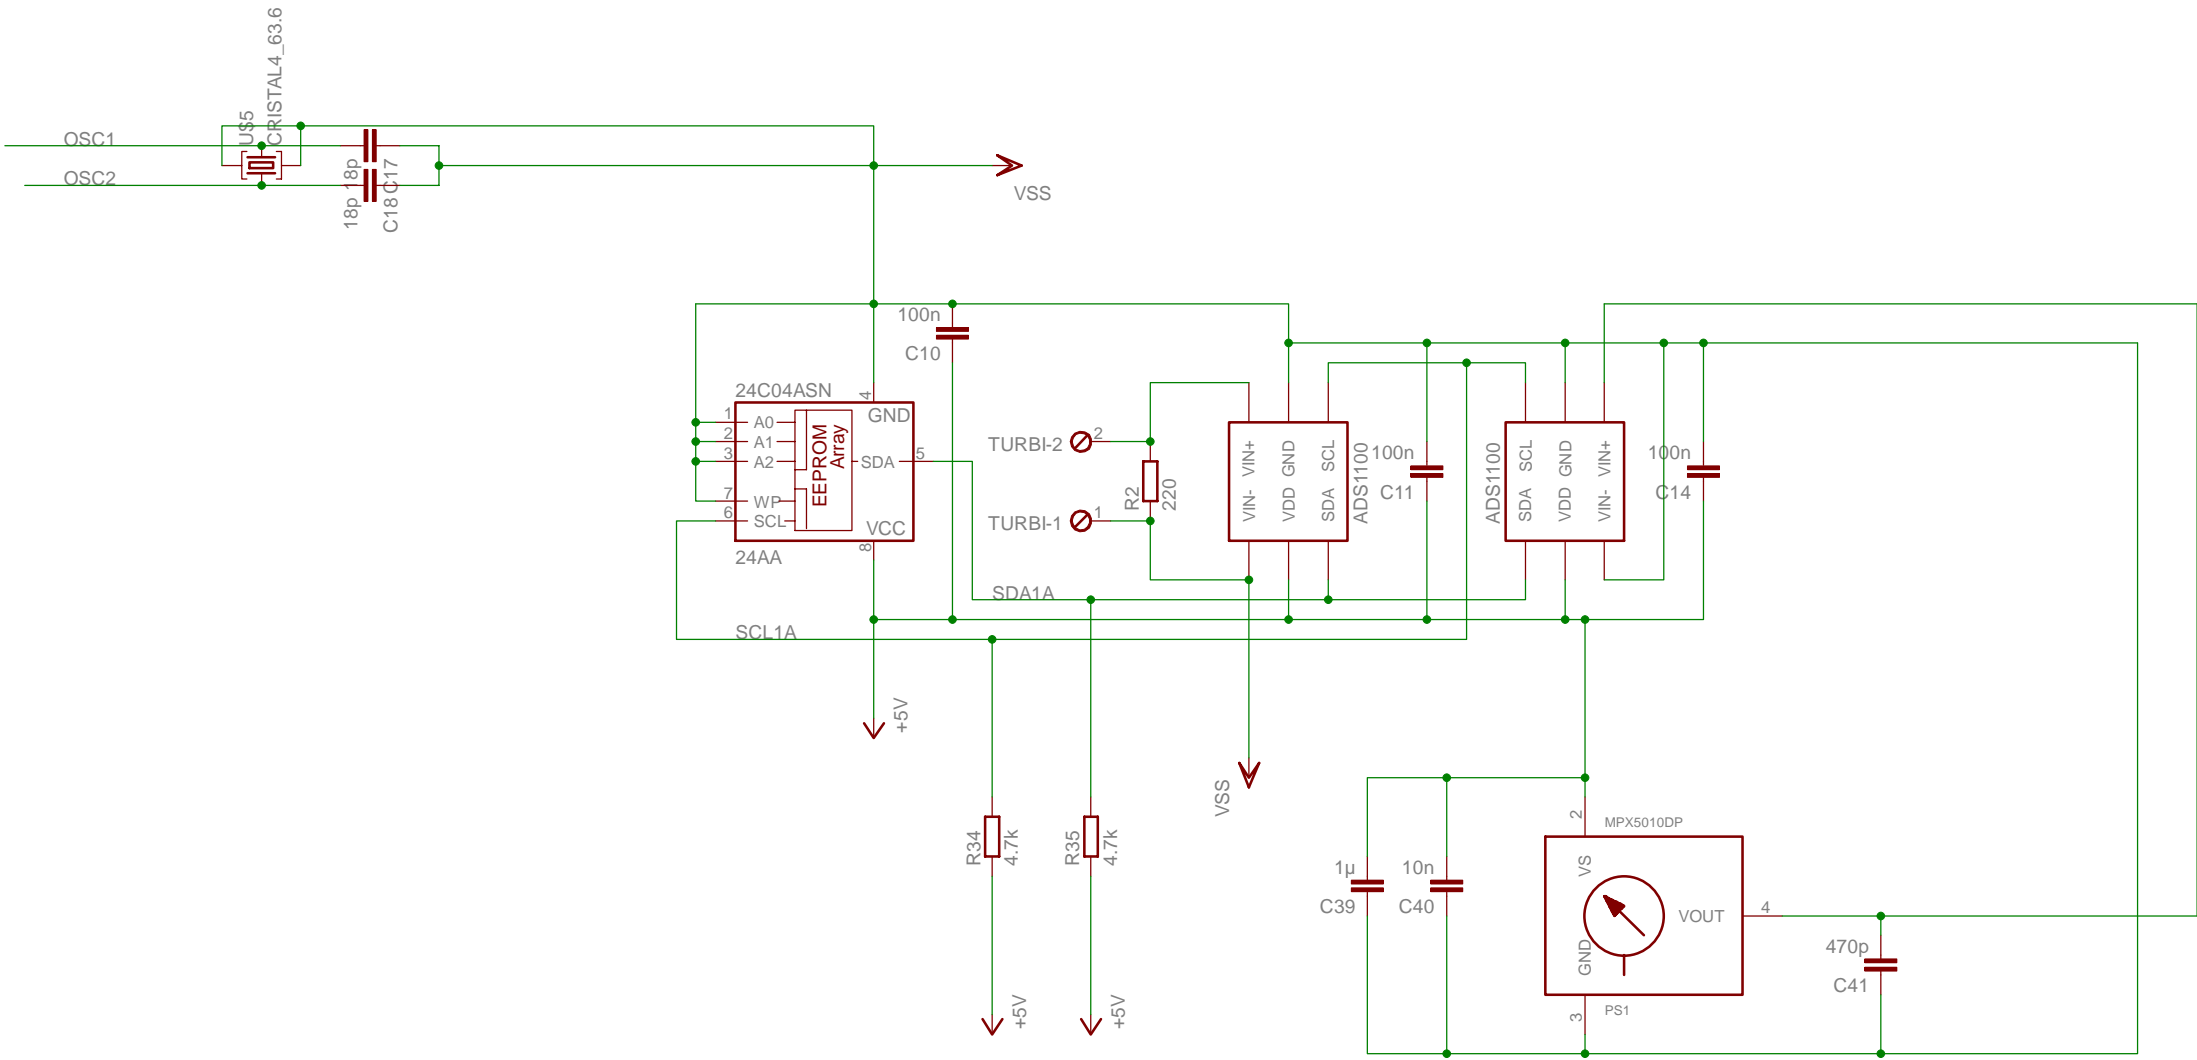 CRISTAL4_63.6
U$5
OSC1
OSC2
18p
C17
18p
C18
VSS
100n
C10
24C04ASN
4
GND
1
A0
2
A1
3
A2
7
WP
6
SCL
EEPROM
Array
SDA
5
VCC
8
24AA
TURBI-2
2
TURBI-1
1
R2
220
VIN+
GND
SCL
VIN-
VDD
SDA
ADS1100
100n
C11
ADS1100
SCL
GND
VIN+
SDA
VDD
VIN-
100n
C14
SDA1A
SCL1A
+5V
VSS
R34
4.7k
R35
4.7k
+5V
+5V
1µ
C39
10n
C40
2
MPX5010DP
VS
VOUT
4
GND
3
PS1
470p
C41